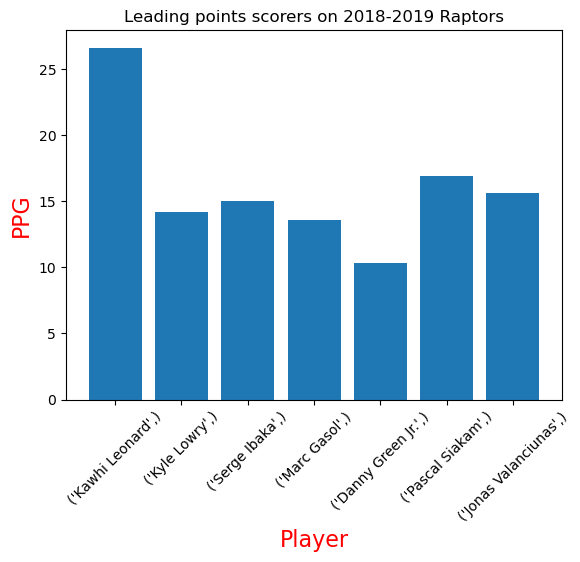 Leading points scorers on 2018-2019 Raptors
PPG
25
20
15
10
5
0
('Kawhi Leonard',)
('Kyle Lowry',)
('Serge Ibaka',)
('Marc Gasol',)
('Danny Green Jr.',)
('Pascal Siakam',)
('Jonas Valanciunas',)
Player